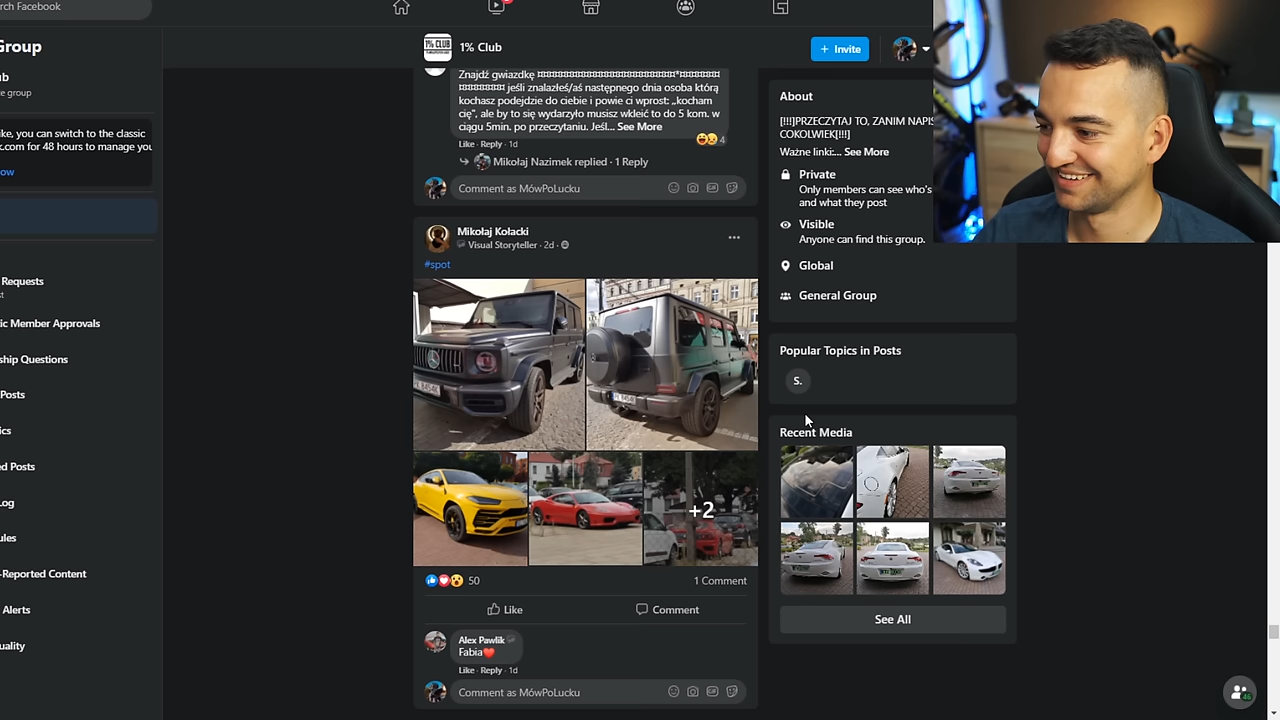 rch Facebook
Group
1% CLUB
1% Club
+ Invite
ub
te group
ike, you can switch to the classic
k.com for 48 hours to manage you
ow
Requests
st
ic Member Approvals
ship Questions
Posts
ics
ed Posts
Log
ules
-Reported Content
Alerts
uality
Znajdź gwiazdkę ¤¤¤¤¤¤¤¤¤¤¤¤¤¤¤¤¤¤¤¤¤¤¤¤*¤¤¤¤¤¤¤
¤¤¤¤¤¤¤¤¤ jeśli znalazłeś/aś następnego dnia osoba którą
kochasz podejdzie do ciebie i powie ci wprost: „kocham
cię", ale by to się wydarzyło musisz wkleić to do 5 kom. w
ciągu 5min. po przeczytaniu. Jeśl... See More
4
Like · Reply · 1d
Mikołaj Nazimek replied · 1 Reply
Comment as MówPoLucku
Mikołaj Kołacki
Visual Storyteller · 2d ·
#spot
+2
50
1 Comment
Like
Comment
Alex Pawlik
Fabia❤️
Like · Reply · 1d
Comment as MówPoLucku
About
[!!!]PRZECZYTAJ TO, ZANIM NAPIS
COKOLWIEK[!!!]
Ważne linki:... See More
Private
Only members can see who's
and what they post
Visible
Anyone can find this group.
Global
General Group
Popular Topics in Posts
S.
Recent Media
See All